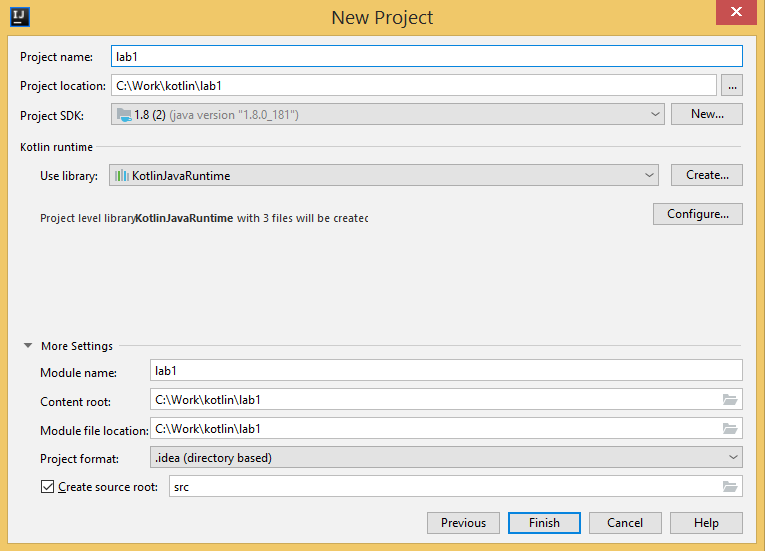 New Project
Project name: lab1
Project location: C:\Work\kotlin\lab1 ...
Project SDK: 1.8 (2) (java version "1.8.0_181") New...
Kotlin runtime
Use library: KotlinJavaRuntime Create...
Project level library KotlinJavaRuntime with 3 files will be created Configure...
More Settings
Module name: lab1
Content root: C:\Work\kotlin\lab1
Module file location: C:\Work\kotlin\lab1
Project format: .idea (directory based)
Create source root: src
Previous Finish Cancel Help